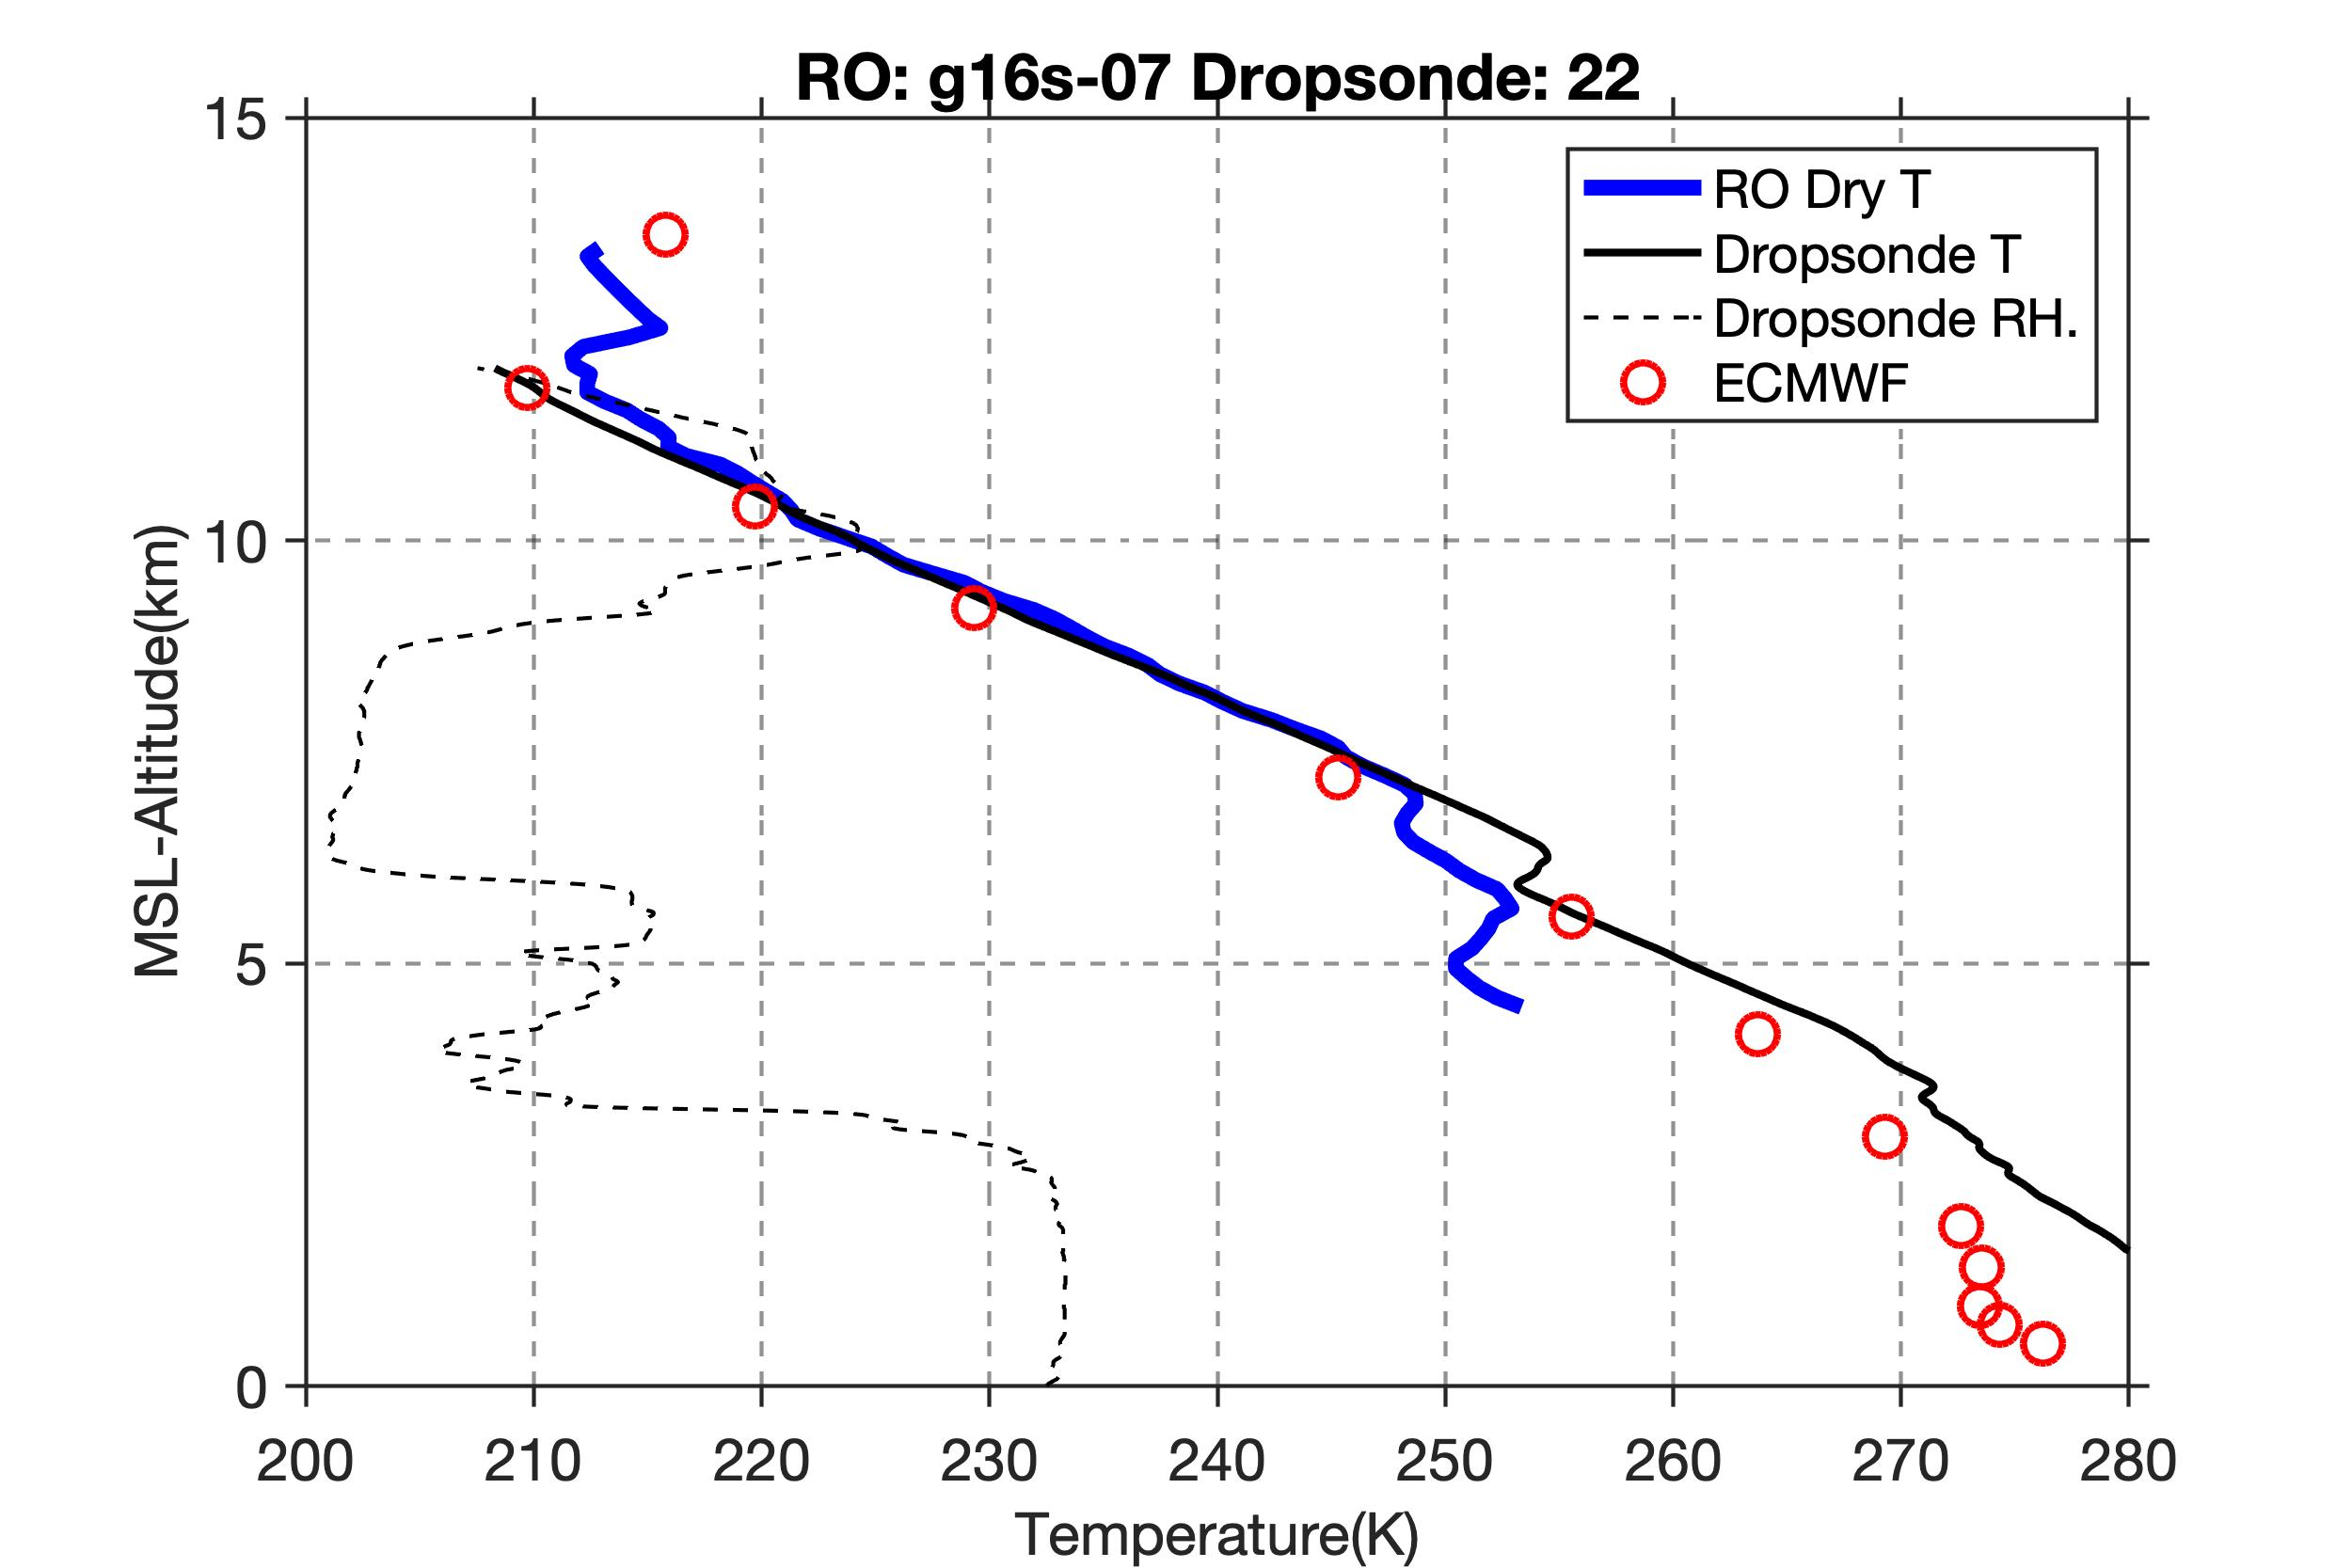 RO: g16s-07 Dropsonde: 22
15
RO Dry T
Dropsonde T
Dropsonde RH.
ECMWF
10
MSL-Altitude(km)
5
0
200 210 220 230 240 250 260 270 280
Temperature(K)